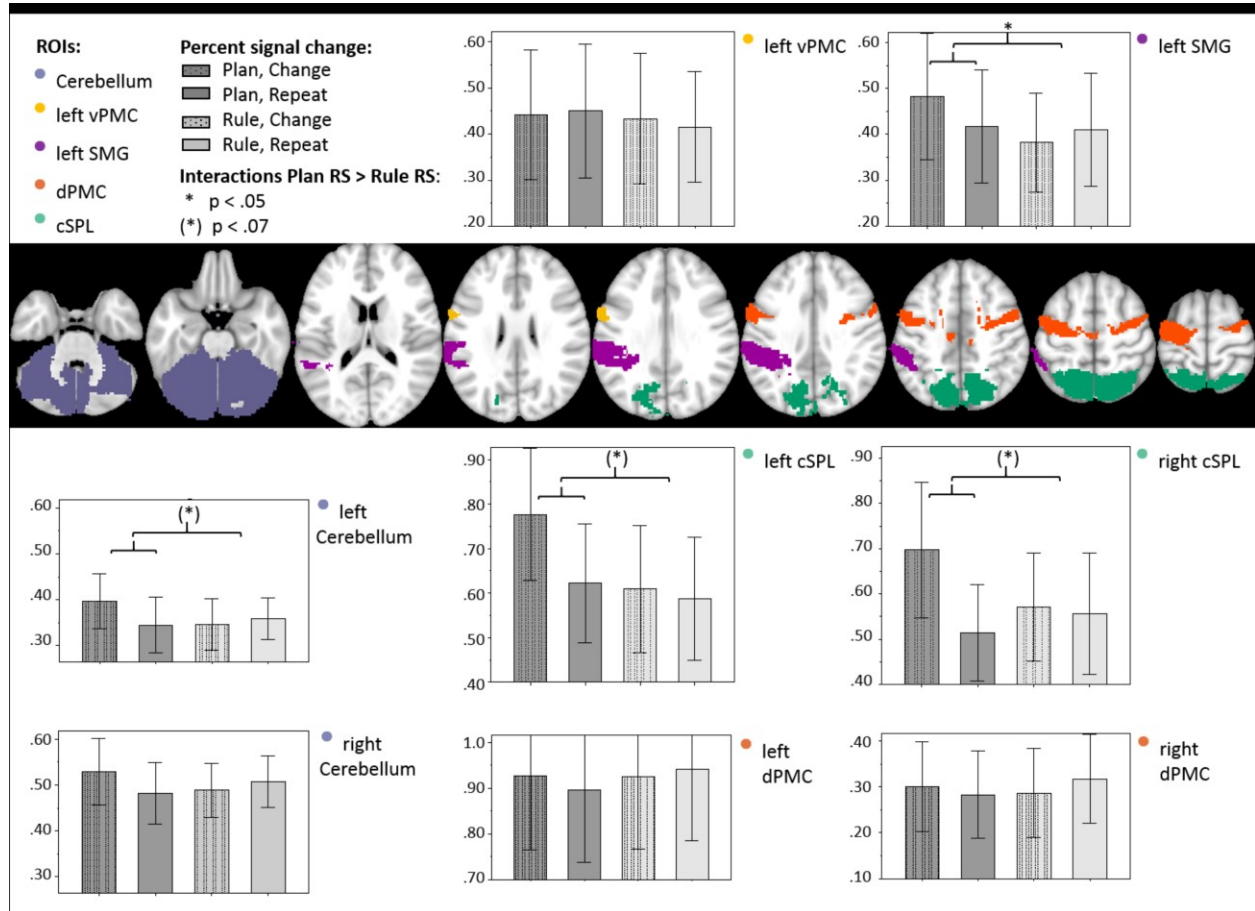 ROIs:
Cerebellum
left vPMC
left SMG
dPMC
cSPL
Percent signal change:
Plan, Change
Plan, Repeat
Rule, Change
Rule, Repeat
Interactions Plan RS > Rule RS:
* p < .05
(*) p < .07
.60
.50
.40
.30
.20
left vPMC
*
.60
.50
.40
.30
.20
left SMG
(*)
.60
.50
.40
.30
left
Cerebellum
(*)
.90
.80
.70
.60
.50
.40
left cSPL
(*)
.90
.80
.70
.60
.50
.40
right cSPL
.60
.50
.40
.30
right
Cerebellum
1.0
.90
.80
.70
left
dPMC
.40
.30
.20
.10
right
dPMC